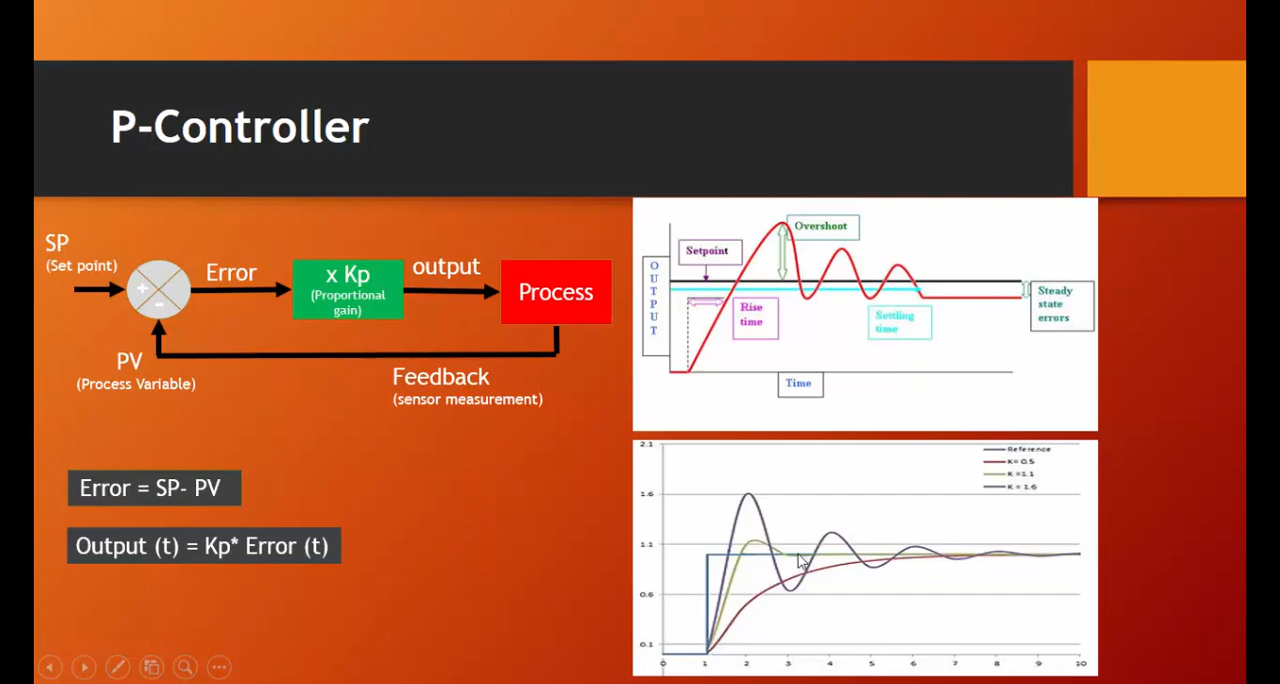 P-Controller
SP
(Set point)
+
-
Error
x Kp
(Proportional
gain)
output
Process
PV
(Process Variable)
Feedback
(sensor measurement)
Error = SP- PV
Output (t) = Kp* Error (t)
Overshoot
Setpoint
O
U
T
P
U
T
Rise
time
Settling
time
Steady
state
errors
Time
2.1
1.6
1.1
0.6
0.1
Reference
K= 0.5
K =1.1
K = 1.6
0 1 2 3 4 5 6 7 8 9 10